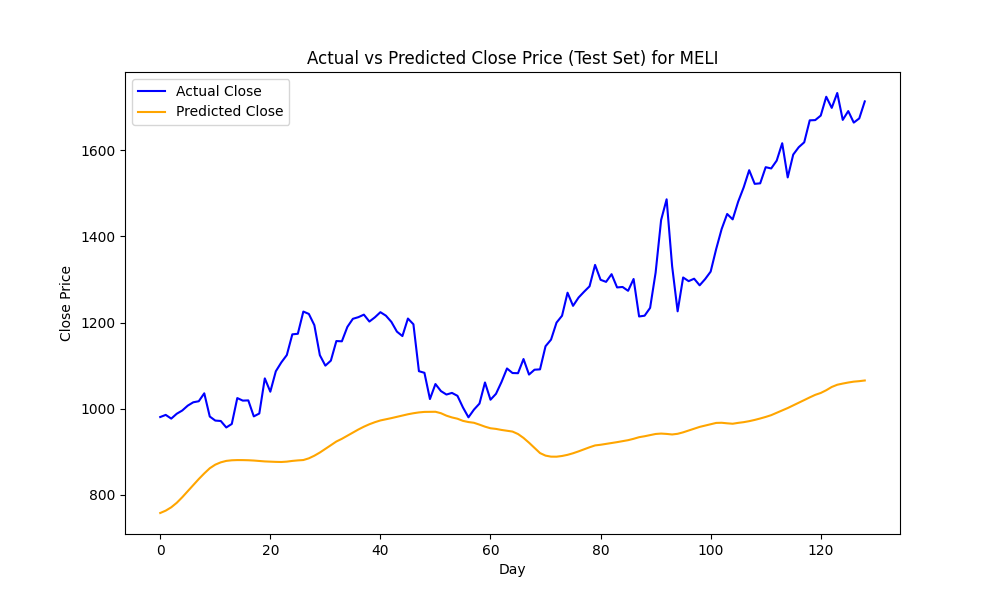 Actual vs Predicted Close Price (Test Set) for MELI
Actual Close
Predicted Close
1600
1400
1200
1000
800
Close Price
0 20 40 60 80 100 120
Day